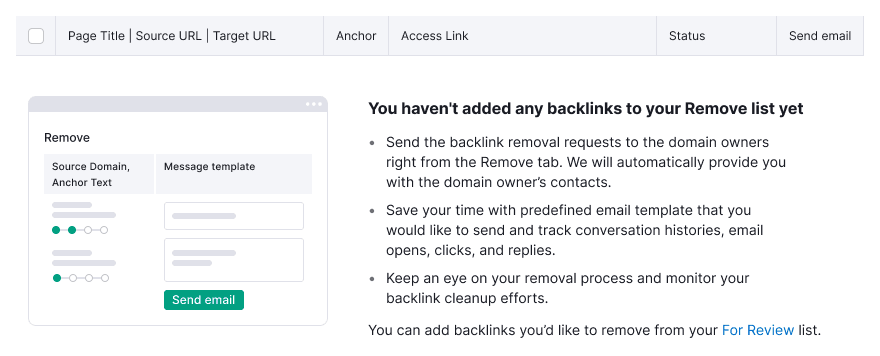 Page Title | Source URL | Target URL
Anchor
Access Link
Status
Send email
Remove
Source Domain,
Anchor Text
Message template
Send email
You haven't added any backlinks to your Remove list yet
• Send the backlink removal requests to the domain owners
right from the Remove tab. We will automatically provide you
with the domain owner’s contacts.
• Save your time with predefined email template that you
would like to send and track conversation histories, email
opens, clicks, and replies.
• Keep an eye on your removal process and monitor your
backlink cleanup efforts.
You can add backlinks you’d like to remove from your For Review list.